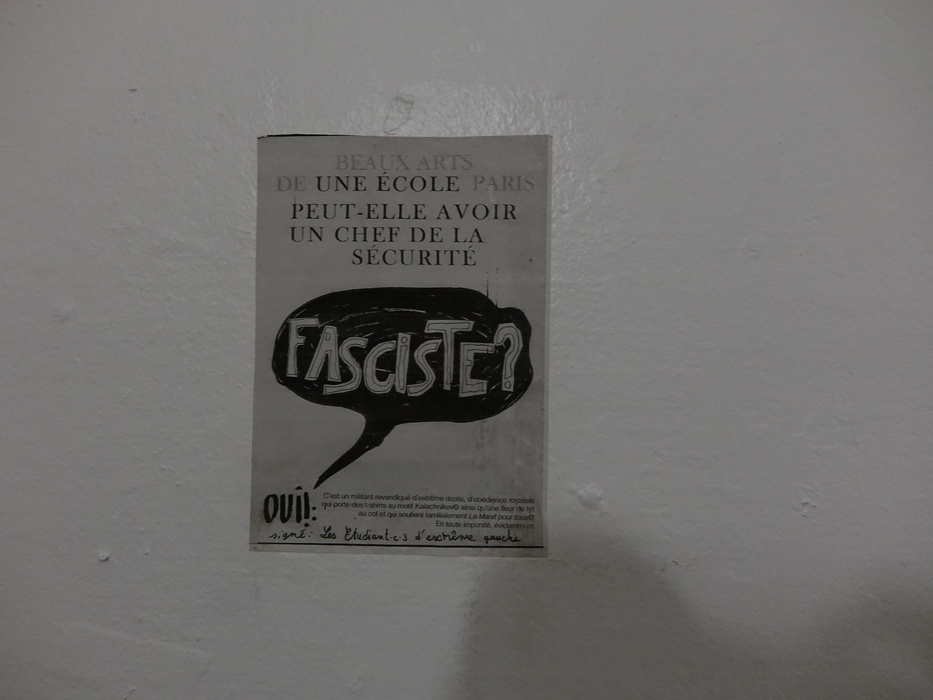 BEAUX ARTS
DE UNE ÉCOLE PARIS
PEUT-ELLE AVOIR
UN CHEF DE LA
SÉCURITÉ
FASCISTE?
OUI!:
C'est un militant revendiqué d'extrême droite, d'obédience royaliste
qui porte des t-shirts au motif Kalachnikov© ainsi qu'une fleur de lys
au col et qui soutient familialement La Manif pour tous©
En toute impunité, évidemment.
signé: Les Etudiant·e·s d'extrême gauche